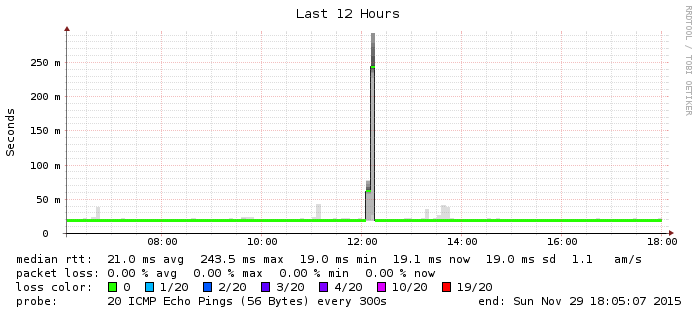 Last 12 Hours
RRDTOOL / TOBI OETIKER
Seconds
250 m
200 m
150 m
100 m
50 m
0
08:00 10:00 12:00 14:00 16:00 18:00
median rtt: 21.0 ms avg 243.5 ms max 19.0 ms min 19.1 ms now 19.0 ms sd 1.1 am/s
packet loss: 0.00 % avg 0.00 % max 0.00 % min 0.00 % now
loss color: 0 1/20 2/20 3/20 4/20 10/20 19/20
probe: 20 ICMP Echo Pings (56 Bytes) every 300s end: Sun Nov 29 18:05:07 2015